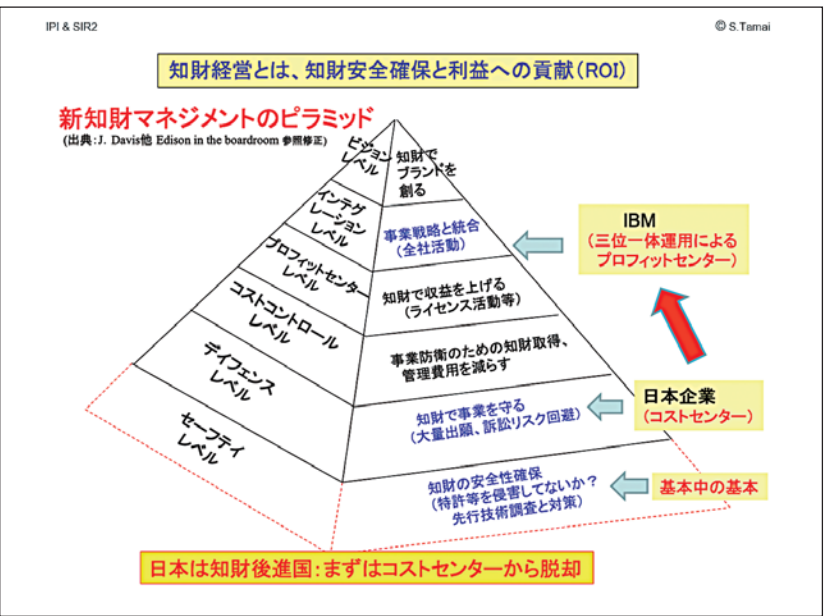 IPI & SIR2
© S.Tamai
知財経営とは、知財安全確保と利益への貢献(ROI)
新知財マネジメントのピラミッド
(出典:J. Davis他 Edison in the boardroom 参照修正)
ビジョン
レベル
知財で
ブランドを
創る
インテグ
レーション
レベル
事業戦略と統合
(全社活動)
IBM
(三位一体運用による
プロフィットセンター)
プロフィットセンター
レベル
知財で収益を上げる
(ライセンス活動等)
コストコントロール
レベル
事業防衛のための知財取得、
管理費用を減らす
ディフェンス
レベル
知財で事業を守る
(大量出願、訴訟リスク回避)
日本企業
(コストセンター)
セーフティ
レベル
知財の安全性確保
(特許等を侵害してないか?
先行技術調査と対策)
基本中の基本
日本は知財後進国:まずはコストセンターから脱却